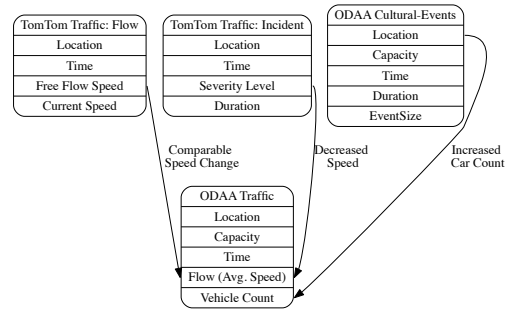 TomTom Traffic: Flow
Location
Time
Free Flow Speed
Current Speed
TomTom Traffic: Incident
Location
Time
Severity Level
Duration
ODAA Cultural-Events
Location
Capacity
Time
Duration
EventSize
Comparable
Speed Change
Decreased
Speed
Increased
Car Count
ODAA Traffic
Location
Capacity
Time
Flow (Avg. Speed)
Vehicle Count